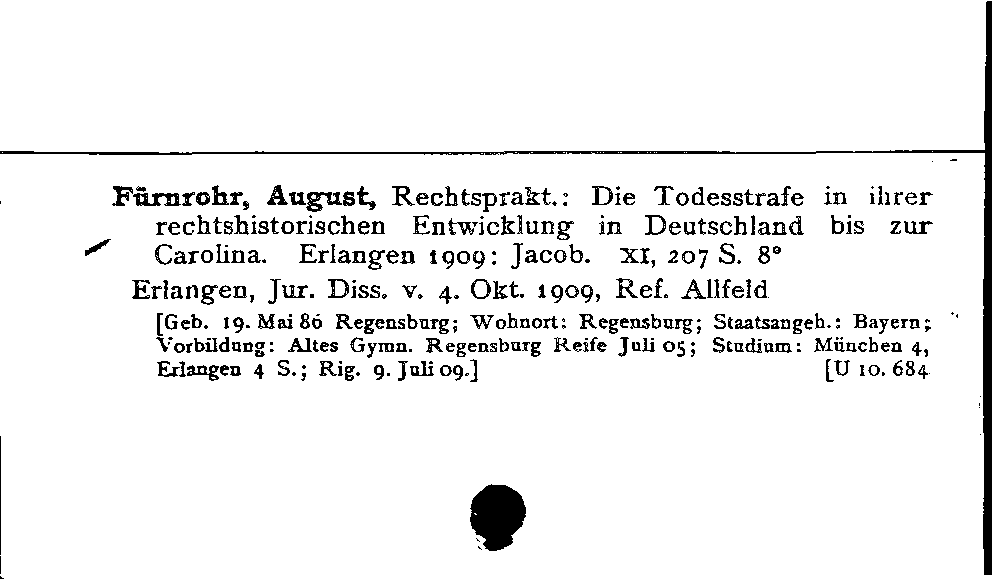 Fürnrohr, August, Rechtsprakt.: Die Todesstrafe in ihrer
rechtshistorischen Entwicklung in Deutschland bis zur
Carolina. Erlangen 1909: Jacob. XI, 207 S. 8°
Erlangen, Jur. Diss. v. 4. Okt. 1909, Ref. Allfeld
[Geb. 19. Mai 86 Regensburg; Wohnort: Regensburg; Staatsangeh.: Bayern;
Vorbildung: Altes Gymn. Regensburg Reife Juli 05; Studium: München 4,
Erlangen 4 S.; Rig. 9. Juli 09.] [U 10. 684